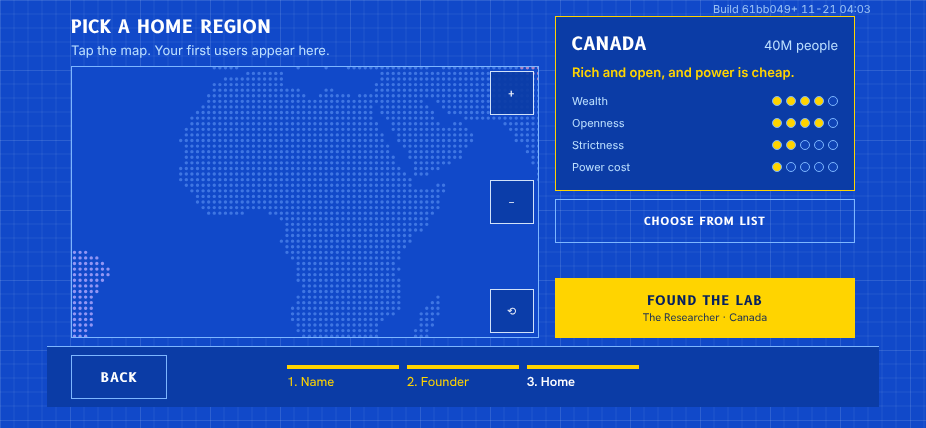 Build 61bb049+ 11-21 04:03
PICK A HOME REGION
Tap the map. Your first users appear here.
+
−
⟲
CANADA
40M people
Rich and open, and power is cheap.
Wealth
Openness
Strictness
Power cost
CHOOSE FROM LIST
FOUND THE LAB
The Researcher · Canada
BACK
1. Name
2. Founder
3. Home